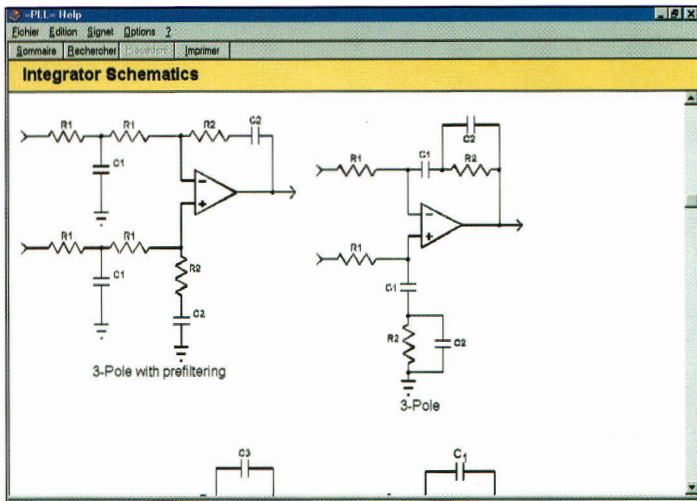 -PLL- Help
Fichier Edition Signet Options ?
Sommaire Rechercher Précédent Imprimer
Integrator Schematics
R1 R1 R2 C2
C1
- +
R1 R1
C1
R2
C2
3-Pole with prefiltering
C2
R1 C1 R2
- +
R1
C1
R2 C2
3-Pole
C3
C1